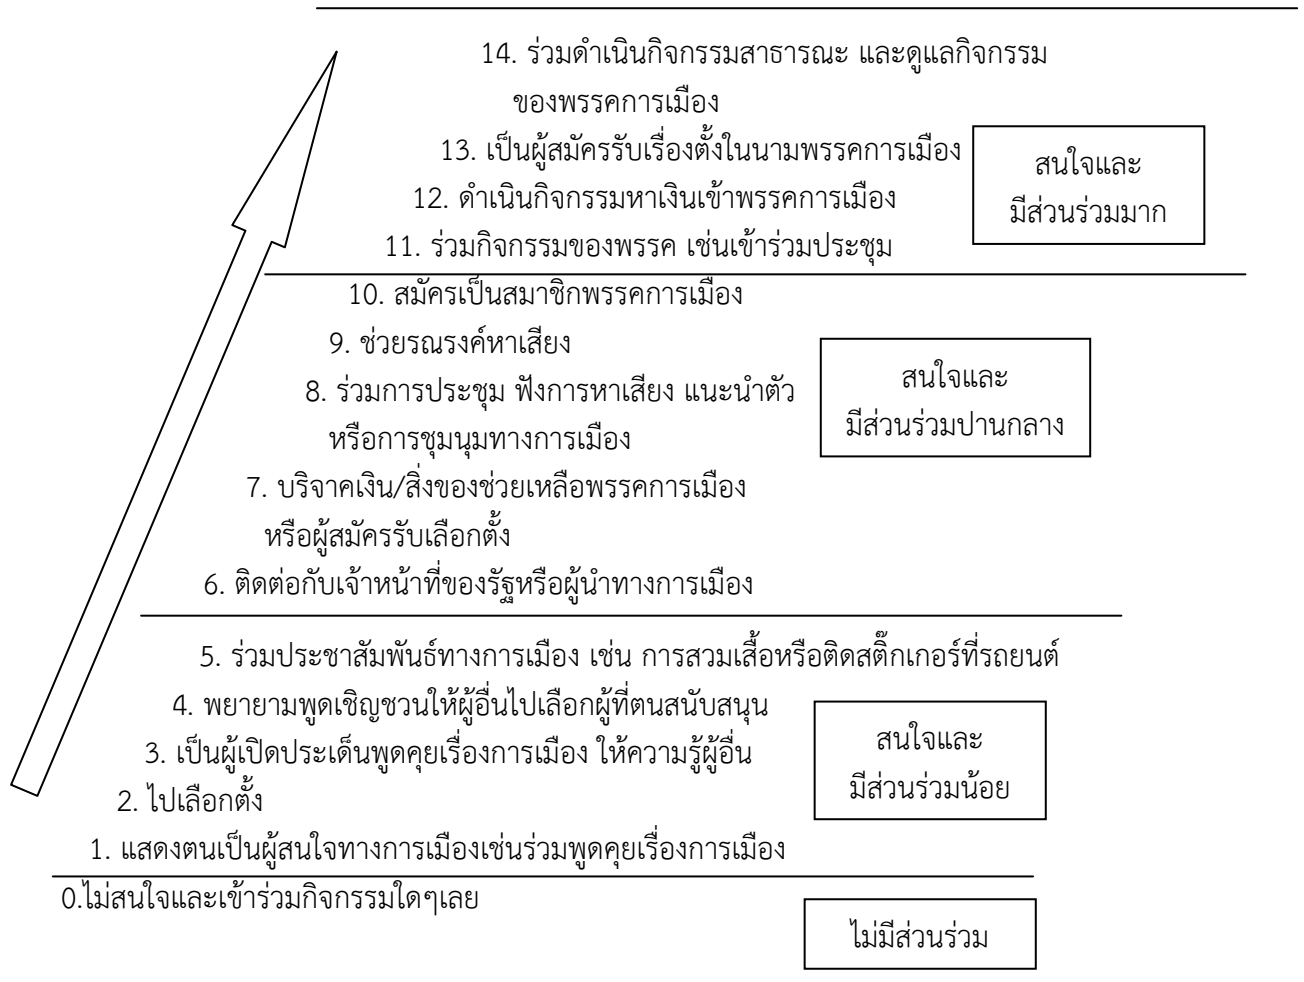 14. ร่วมดำเนินกิจกรรมสาธารณะ และดูแลกิจกรรม
ของพรรคการเมือง
13. เป็นผู้สมัครรับเรื่องตั้งในนามพรรคการเมือง
12. ดำเนินกิจกรรมหาเงินเข้าพรรคการเมือง
11. ร่วมกิจกรรมของพรรค เช่นเข้าร่วมประชุม
สนใจและ
มีส่วนร่วมมาก
10. สมัครเป็นสมาชิกพรรคการเมือง
9. ช่วยรณรงค์หาเสียง
8. ร่วมการประชุม ฟังการหาเสียง แนะนำตัว
หรือการชุมนุมทางการเมือง
7. บริจาคเงิน/สิ่งของช่วยเหลือพรรคการเมือง
หรือผู้สมัครรับเลือกตั้ง
6. ติดต่อกับเจ้าหน้าที่ของรัฐหรือผู้นำทางการเมือง
สนใจและ
มีส่วนร่วมปานกลาง
5. ร่วมประชาสัมพันธ์ทางการเมือง เช่น การสวมเสื้อหรือติดสติ๊กเกอร์ที่รถยนต์
4. พยายามพูดเชิญชวนให้ผู้อื่นไปเลือกผู้ที่ตนสนับสนุน
3. เป็นผู้เปิดประเด็นพูดคุยเรื่องการเมือง ให้ความรู้ผู้อื่น
2. ไปเลือกตั้ง
1. แสดงตนเป็นผู้สนใจทางการเมืองเช่นร่วมพูดคุยเรื่องการเมือง
สนใจและ
มีส่วนร่วมน้อย
0.ไม่สนใจและเข้าร่วมกิจกรรมใดๆเลย
ไม่มีส่วนร่วม